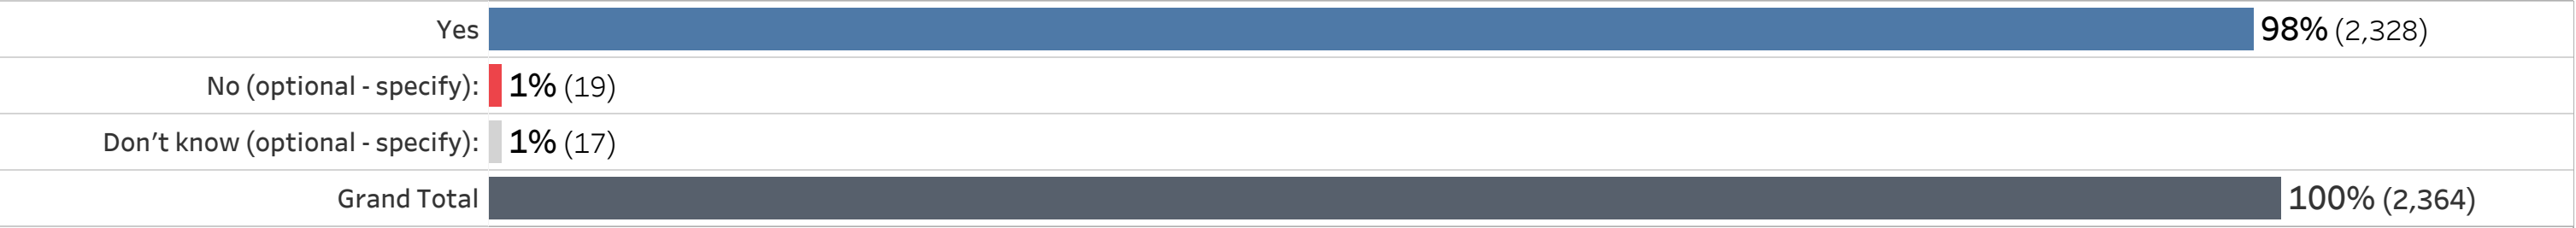 Yes 98% (2,328)
No (optional - specify): 1% (19)
Don’t know (optional - specify): 1% (17)
Grand Total 100% (2,364)